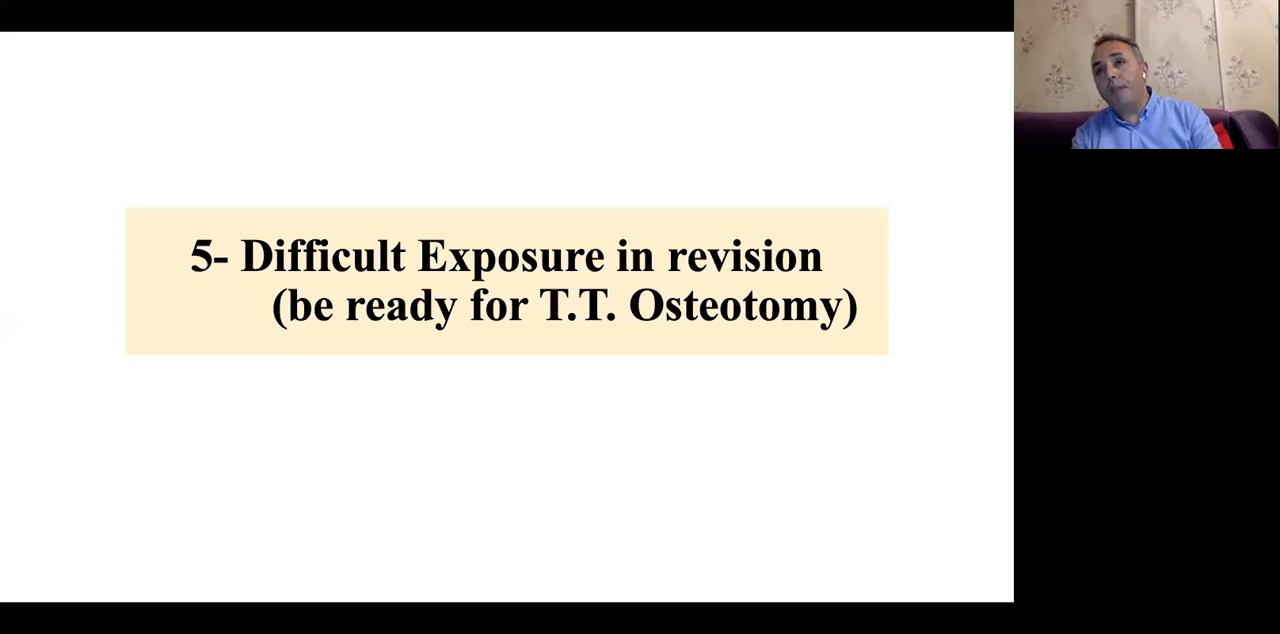 5- Difficult Exposure in revision
(be ready for T.T. Osteotomy)